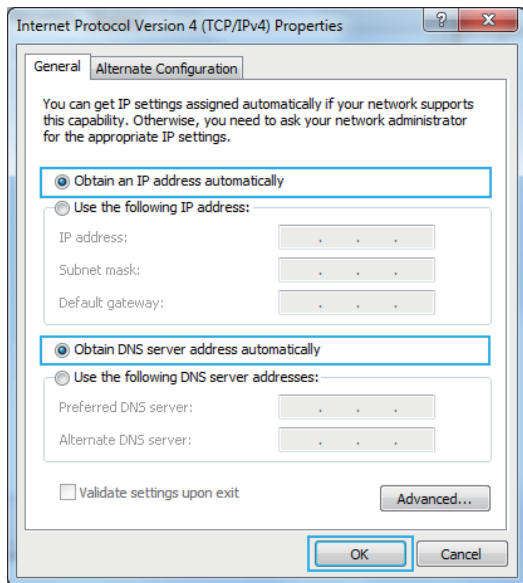 Internet Protocol Version 4 (TCP/IPv4) Properties
?
X
General
Alternate Configuration
You can get IP settings assigned automatically if your network supports
this capability. Otherwise, you need to ask your network administrator
for the appropriate IP settings.
Obtain an IP address automatically
Use the following IP address:
IP address:
. . .
Subnet mask:
. . .
Default gateway:
. . .
Obtain DNS server address automatically
Use the following DNS server addresses:
Preferred DNS server:
. . .
Alternate DNS server:
. . .
Validate settings upon exit
Advanced...
OK
Cancel